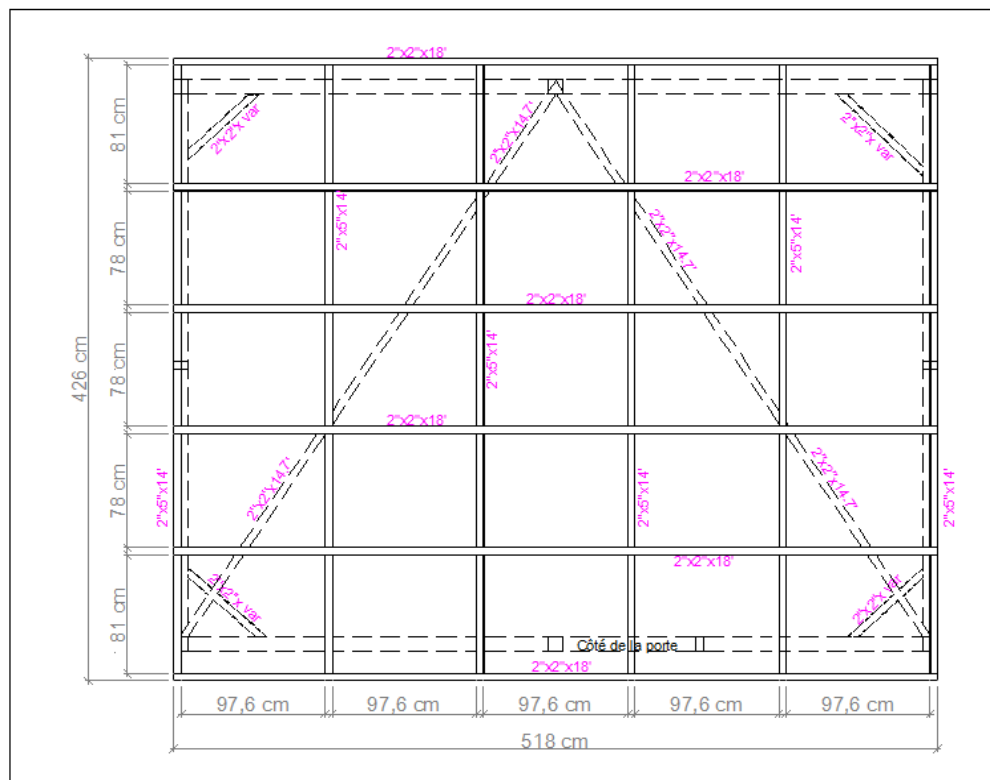 2"x2"x18'
2"x2"x var
2"x2"x14.7'
2"x2"x var
81 cm
2"x2"x18'
2"x5"x14'
2"x2"x14.7'
2"x5"x14'
78 cm
2"x2"x18'
426 cm
78 cm
2"x5"x14'
2"x2"x18'
78 cm
2"x5"x14'
2"x2"x14.7'
2"x5"x14'
2"x2"x14.7'
2"x5"x14'
2"x2"x18'
81 cm
2"x2"x var
2"x2"x var
Côté de la porte
2"x2"x18'
97,6 cm
97,6 cm
97,6 cm
97,6 cm
97,6 cm
518 cm